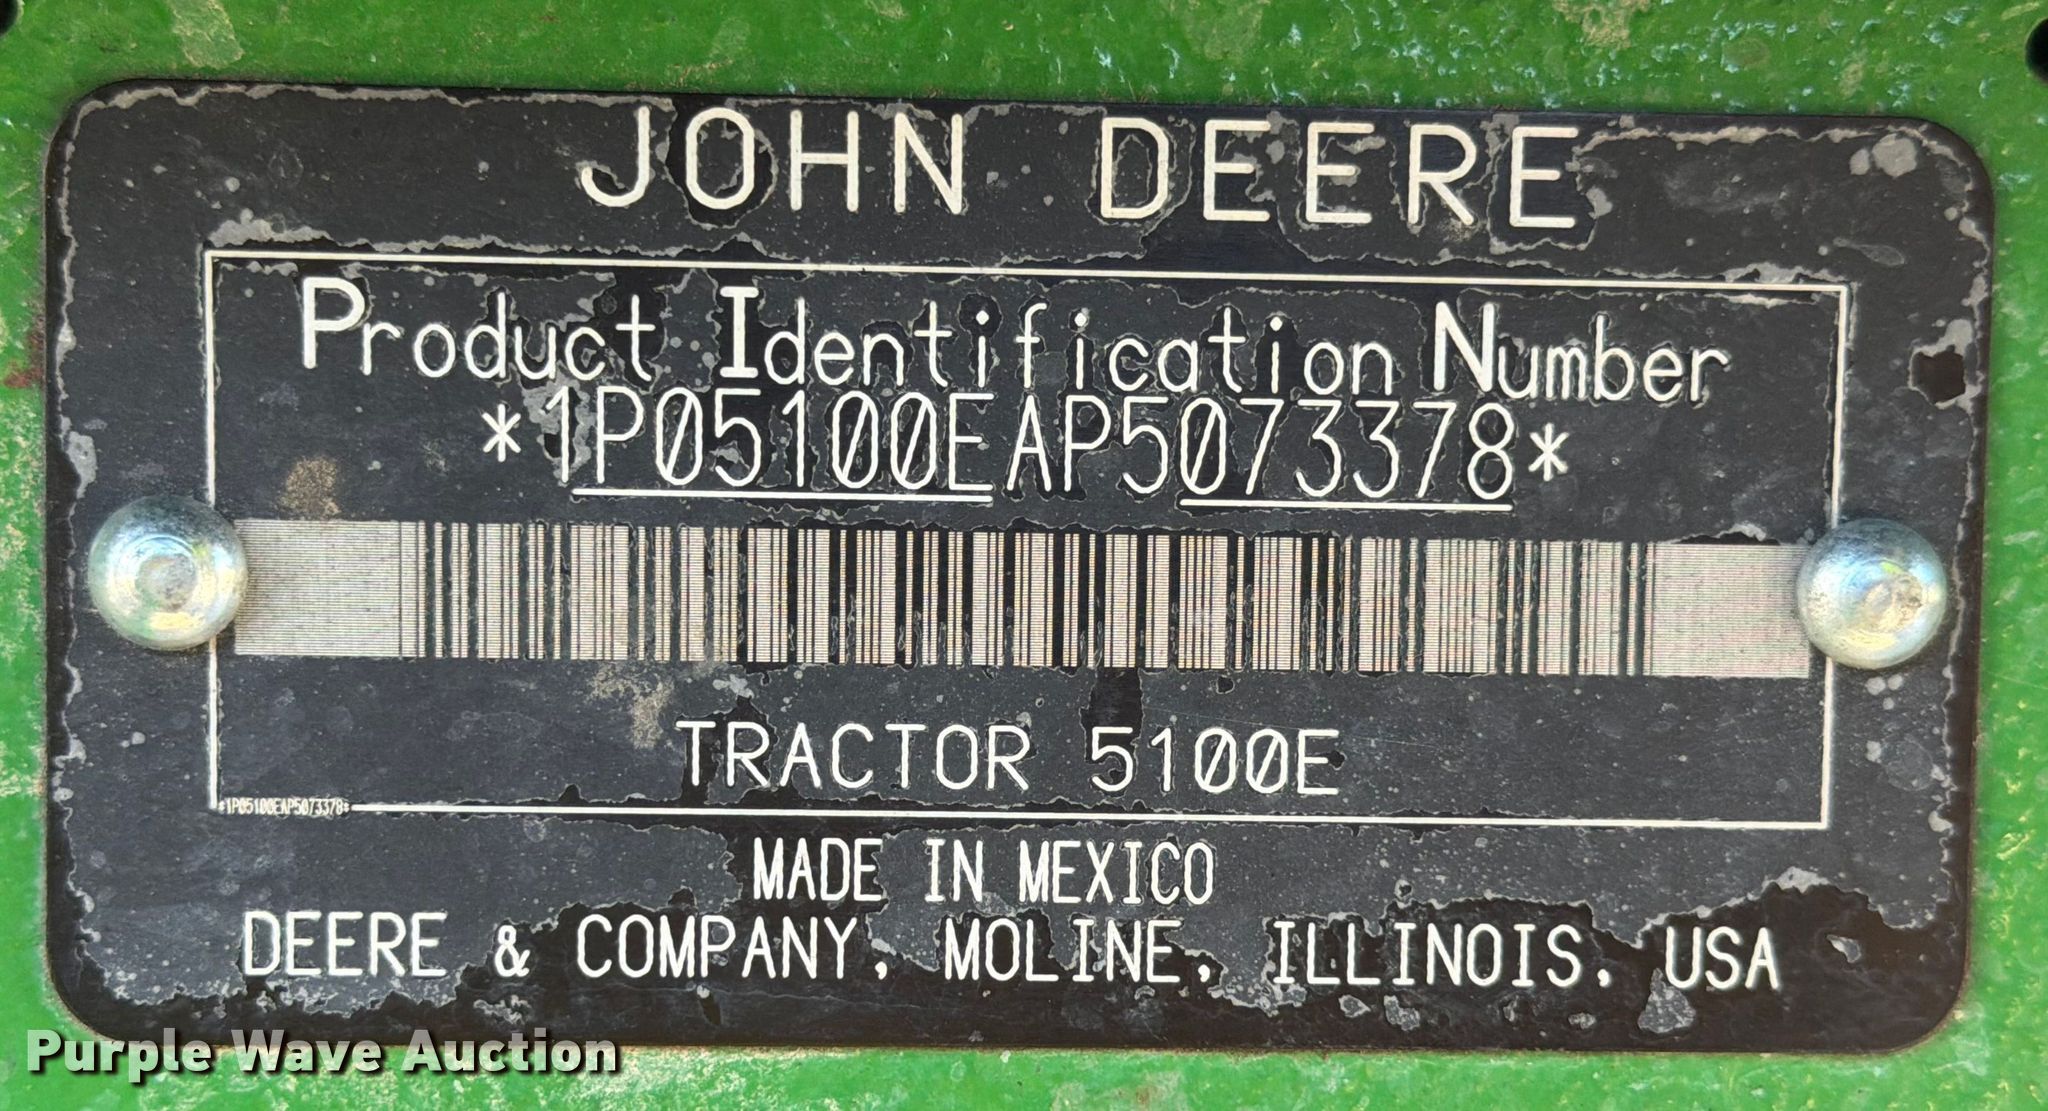 JOHN DEERE
Product Identification Number
*1P05100EAP5073378*
TRACTOR 5100E
*1P05100EAP5073378*
MADE IN MEXICO
DEERE & COMPANY, MOLINE, ILLINOIS, USA
Purple Wave Auction